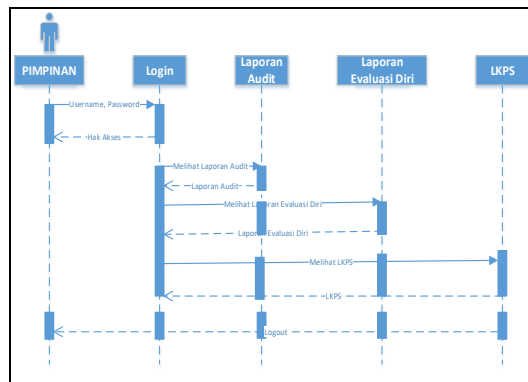 PIMPINAN
Login
Laporan
Audit
Laporan
Evaluasi Diri
LKPS
Username, Password
Hak Akses
Melihat Laporan Audit
Laporan Audit
Melihat Laporan Evaluasi Diri
Laporan Evaluasi Diri
Melihat LKPS
LKPS
Logout